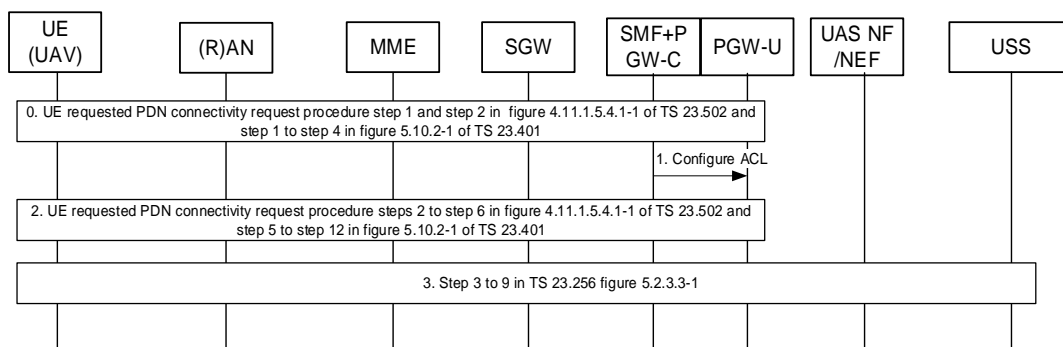 UE
(UAV)
(R)AN
MME
SGW
SMF+P
GW-C
PGW-U
UAS NF
/NEF
USS
0. UE requested PDN connectivity request procedure step 1 and step 2 in figure 4.11.1.5.4.1-1 of TS 23.502 and
step 1 to step 4 in figure 5.10.2-1 of TS 23.401
1. Configure ACL
2. UE requested PDN connectivity request procedure steps 2 to step 6 in figure 4.11.1.5.4.1-1 of TS 23.502 and
step 5 to step 12 in figure 5.10.2-1 of TS 23.401
3. Step 3 to 9 in TS 23.256 figure 5.2.3.3-1